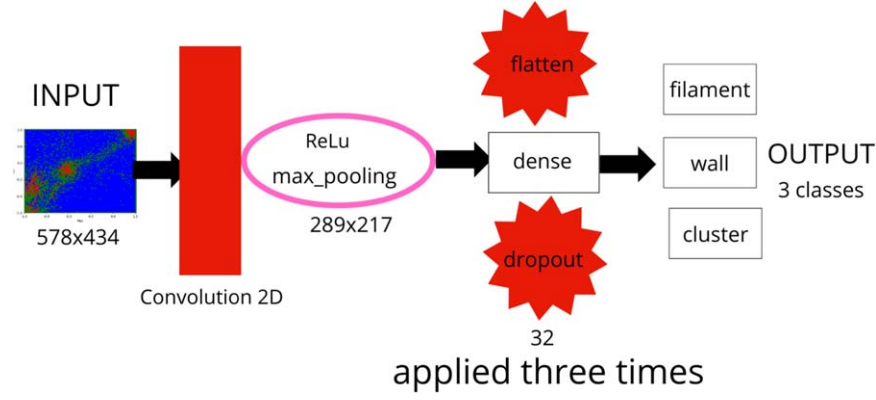 INPUT
578x434
Convolution 2D
ReLu
max_pooling
289x217
flatten
dense
dropout
32
applied three times
filament
wall
cluster
OUTPUT
3 classes